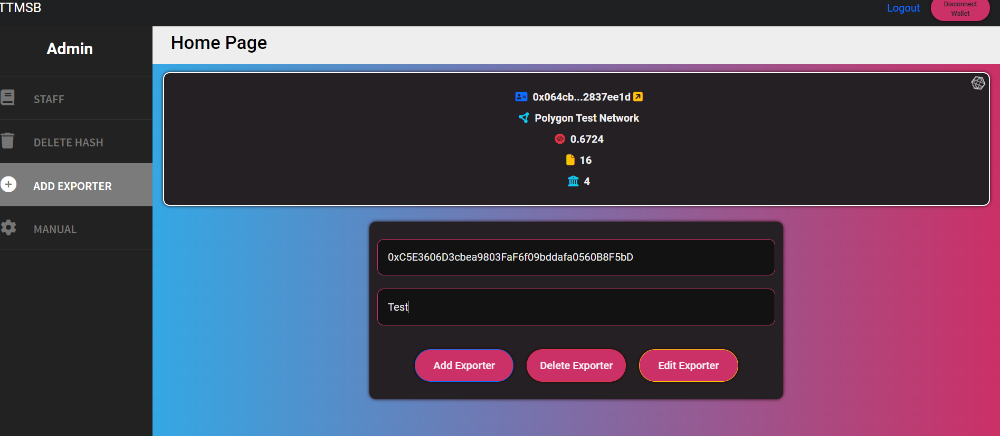 TTMSB
Logout
Disconnect
Wallet
Admin
Home Page
STAFF
DELETE HASH
ADD EXPORTER
MANUAL
0x064cb...2837ee1d
Polygon Test Network
0.6724
16
4
0xC5E3606D3cbea9803FaF6f09bddafa0560B8F5bD
Test
Add Exporter
Delete Exporter
Edit Exporter